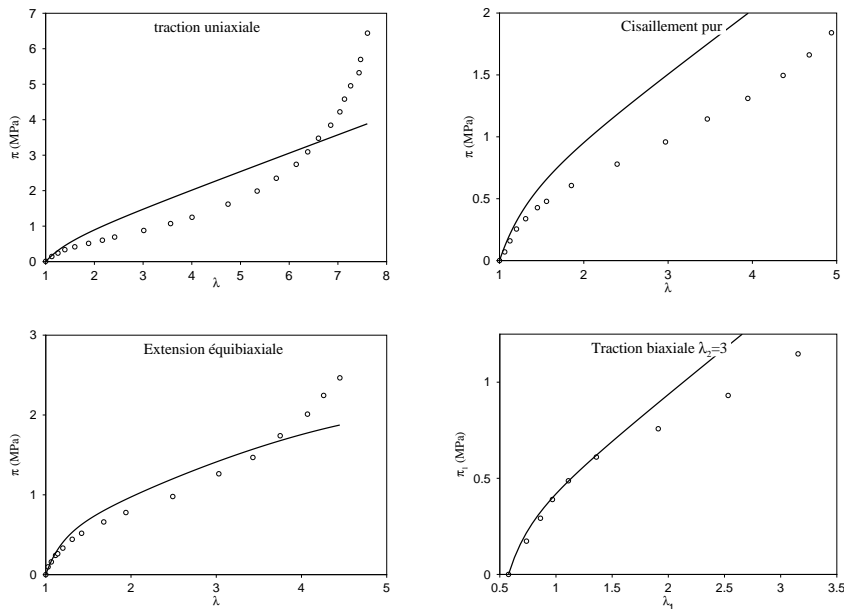 traction uniaxiale
π (MPa)
7
6
5
4
3
2
1
0
1 2 3 4 5 6 7 8
λ
Cisaillement pur
π (MPa)
2
1.5
1
0.5
0
1 2 3 4 5
λ
Extension équibiaxiale
π (MPa)
3
2
1
0
1 2 3 4 5
λ
Traction biaxiale λ₂=3
π₁ (MPa)
1
0.5
0
0.5 1 1.5 2 2.5 3 3.5
λ₁